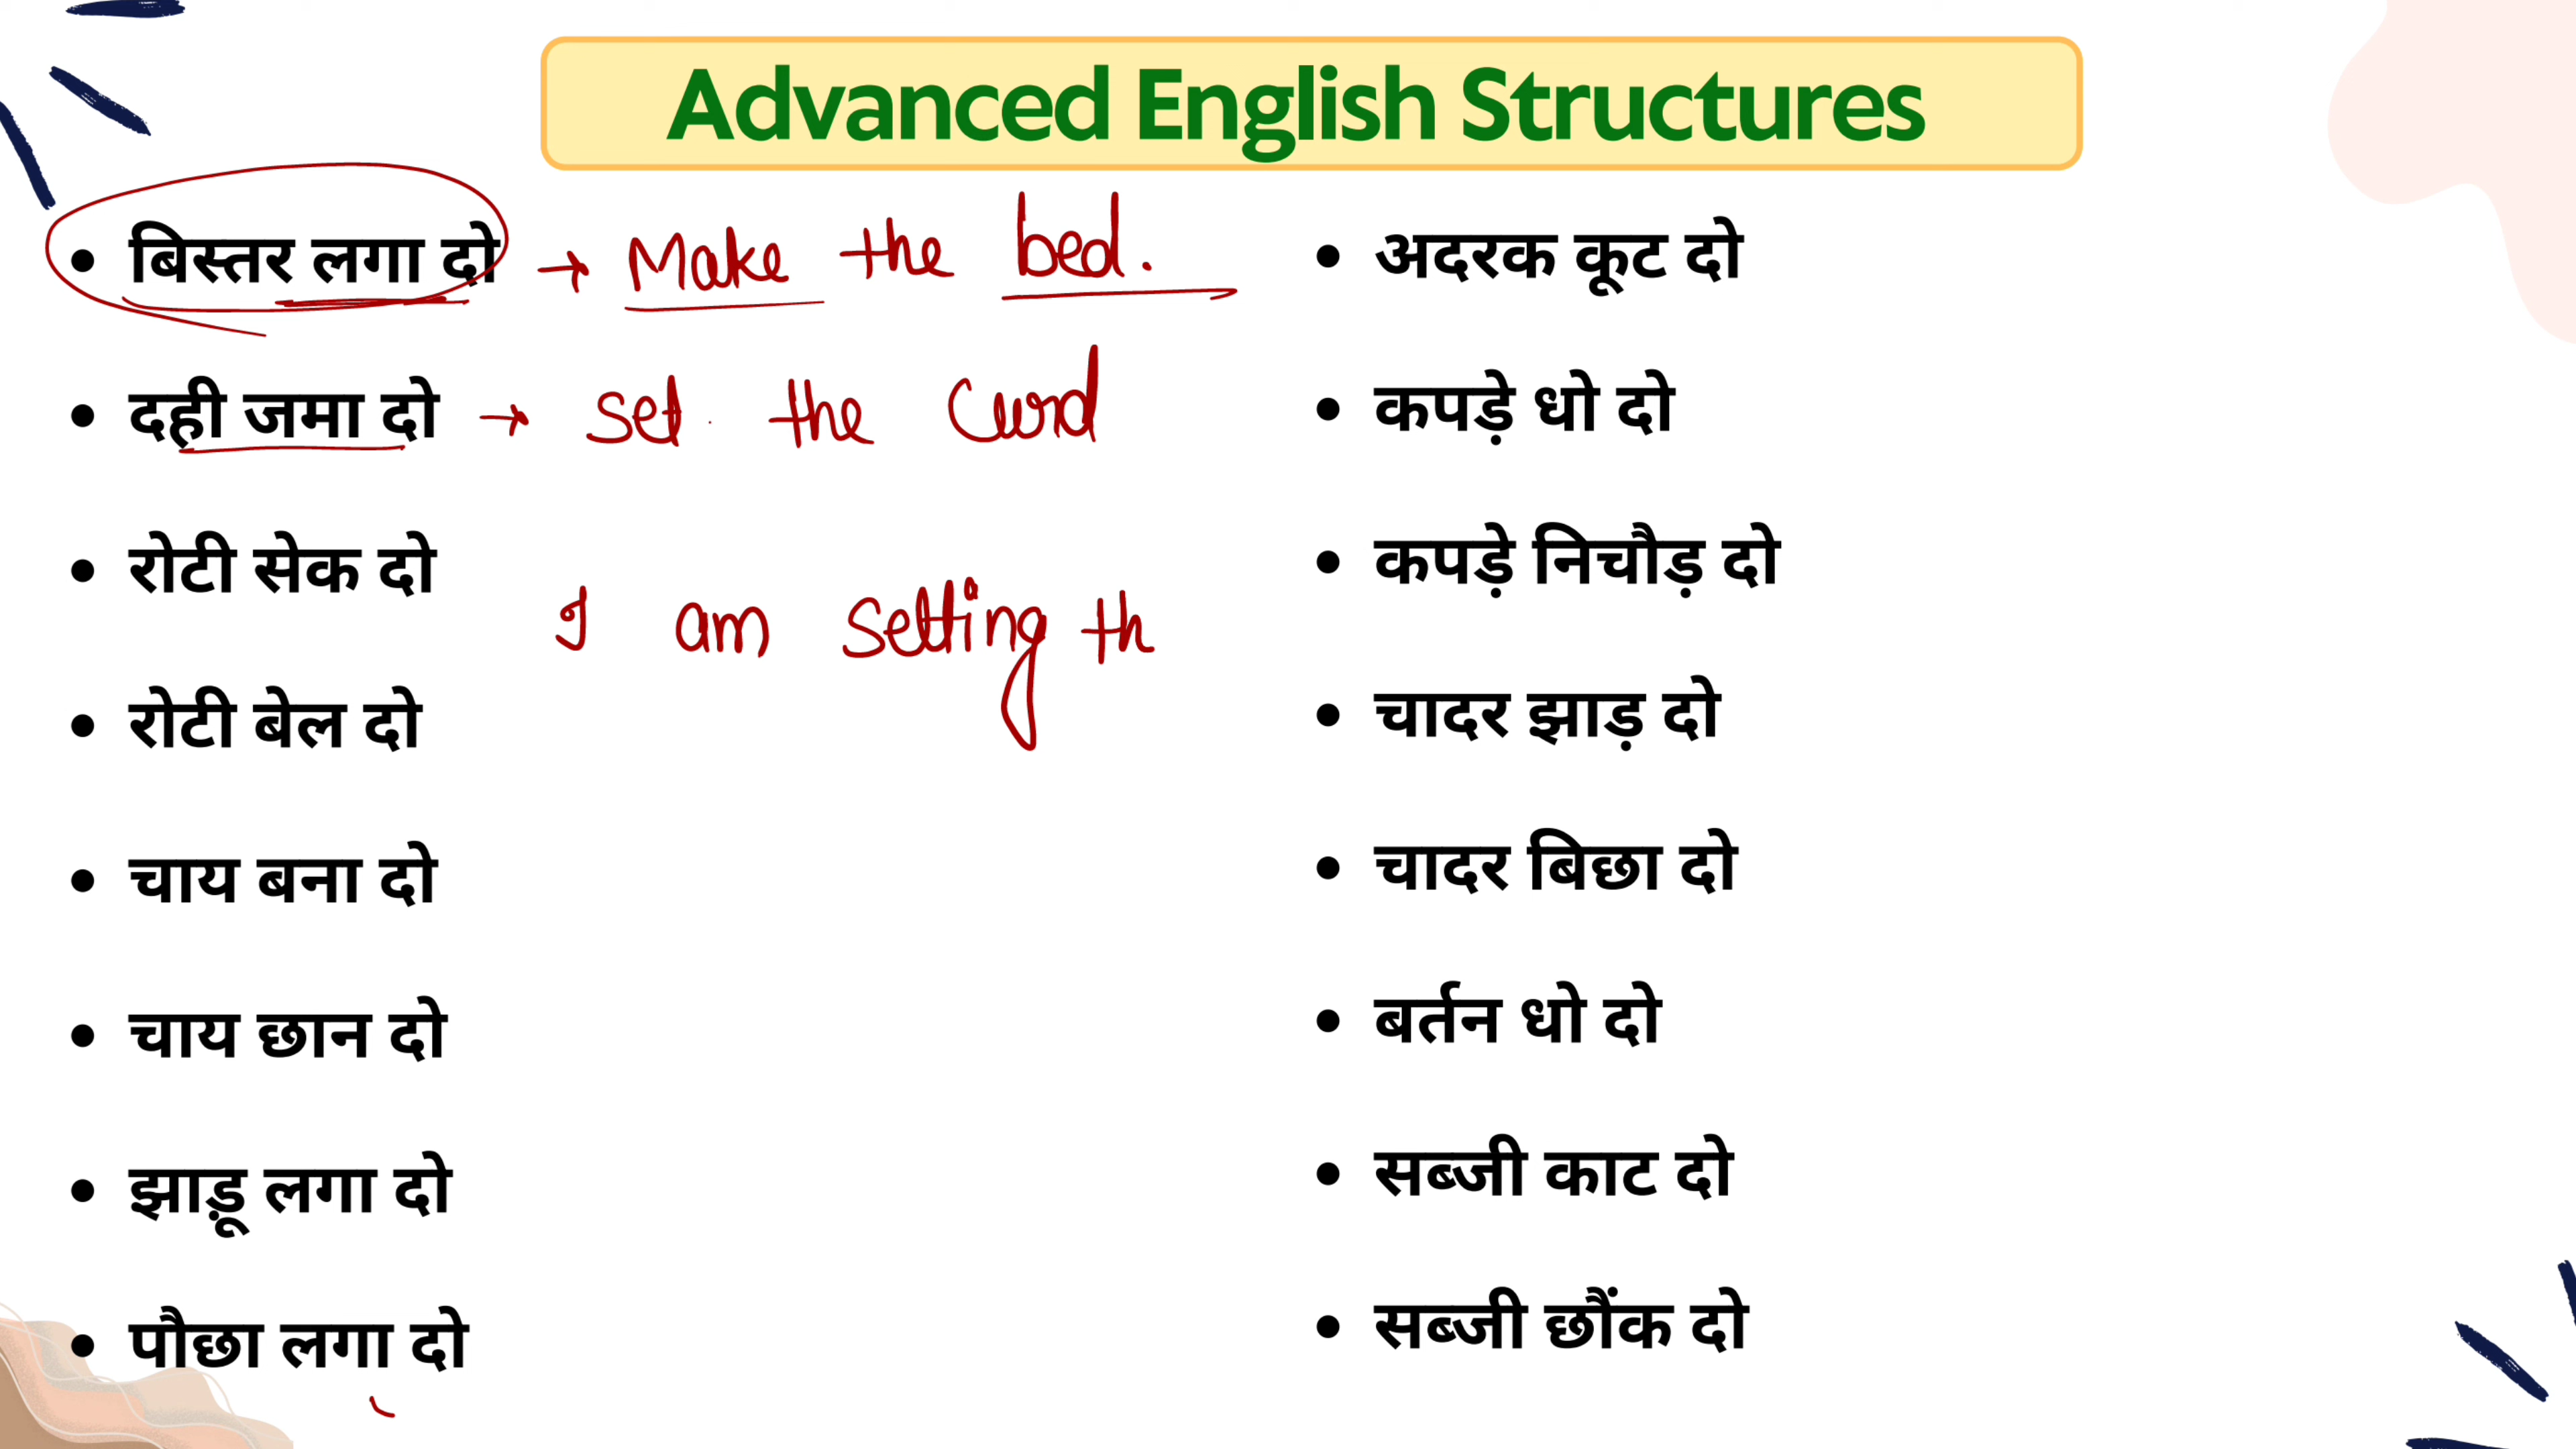 Advanced English Structures
• बिस्तर लगा दो → Make the bed.
• दही जमा दो → set the Curd
• रोटी सेक दो
I am setting th
• रोटी बेल दो
• चाय बना दो
• चाय छान दो
• झाड़ू लगा दो
• पौछा लगा दो
• अदरक कूट दो
• कपड़े धो दो
• कपड़े निचौड़ दो
• चादर झाड़ दो
• चादर बिछा दो
• बर्तन धो दो
• सब्जी काट दो
• सब्जी छौंक दो